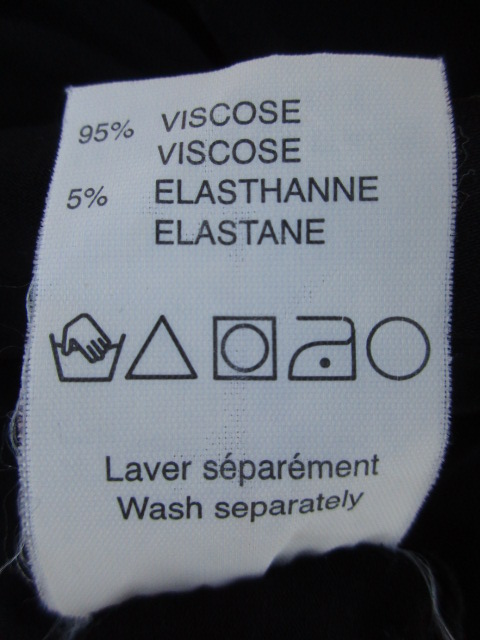 95% VISCOSE
VISCOSE
5% ELASTHANNE
ELASTANE
Laver séparément
Wash separately